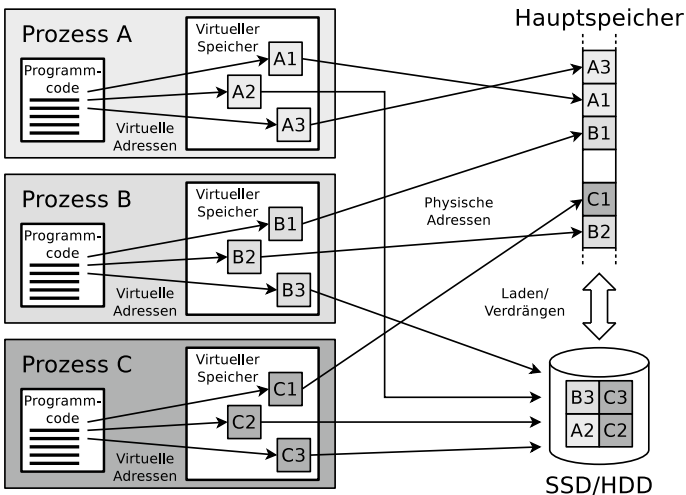 Hauptspeicher
Prozess A
Virtueller
Speicher
Programm-
code
Virtuelle
Adressen
A1
A2
A3
Prozess B
Virtueller
Speicher
Programm-
code
Virtuelle
Adressen
B1
B2
B3
Prozess C
Virtueller
Speicher
Programm-
code
Virtuelle
Adressen
C1
C2
C3
Physische
Adressen
A3
A1
B1
C1
B2
Laden/
Verdrängen
B3 C3
A2 C2
SSD/HDD